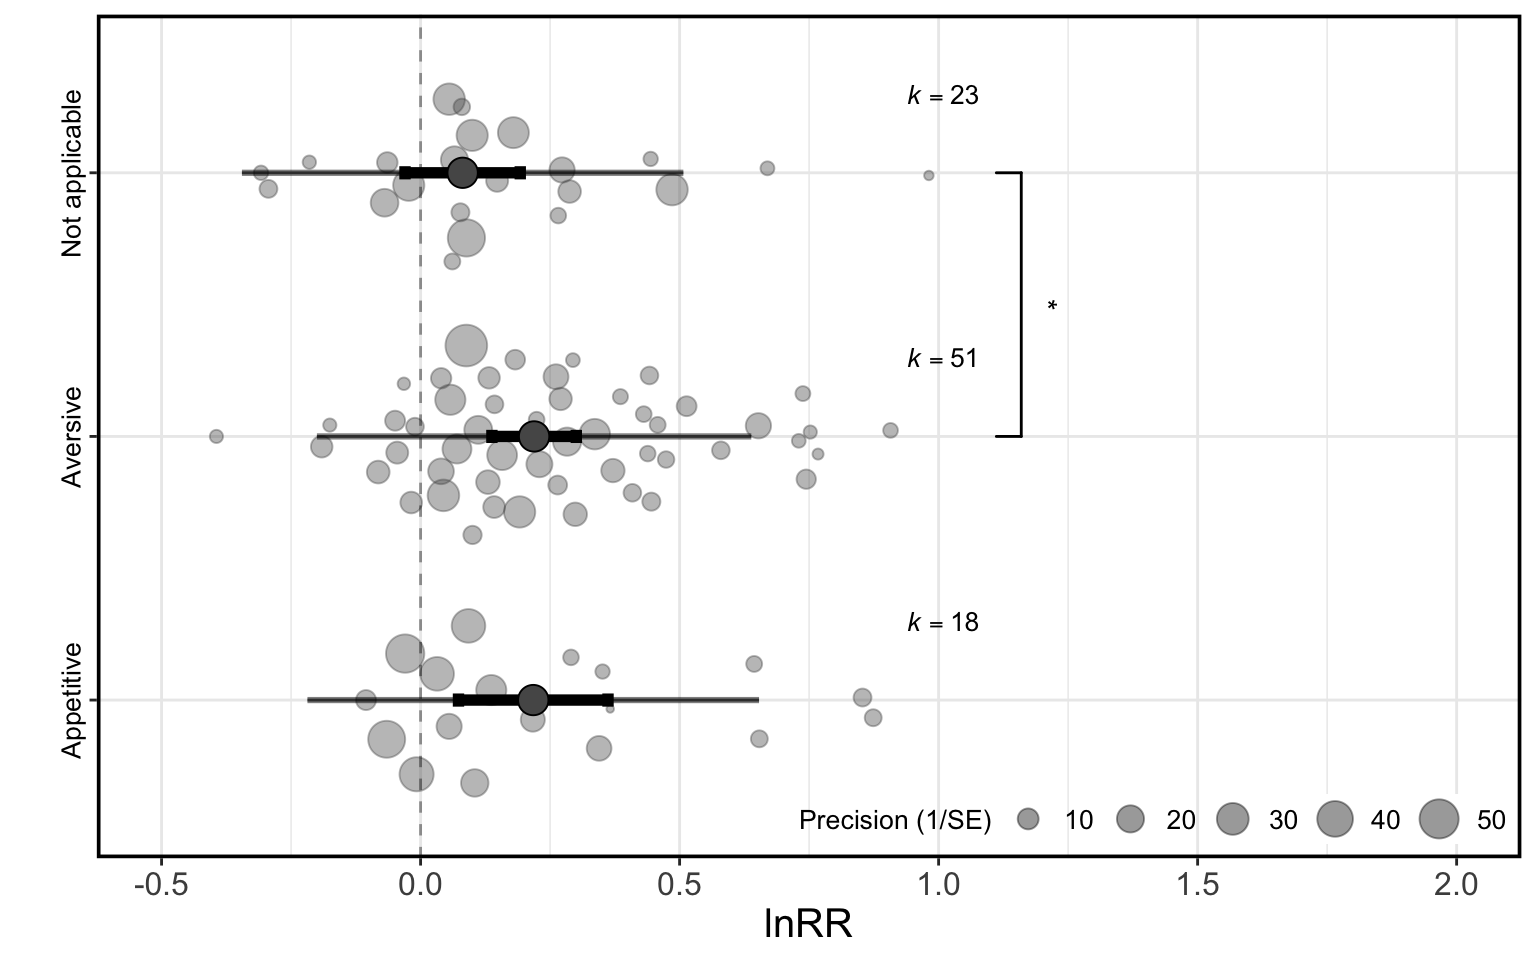 Not applicable
k = 23
*
Aversive
k = 51
Appetitive
k = 18
Precision (1/SE) 10 20 30 40 50
-0.5 0.0 0.5 1.0 1.5 2.0
lnRR